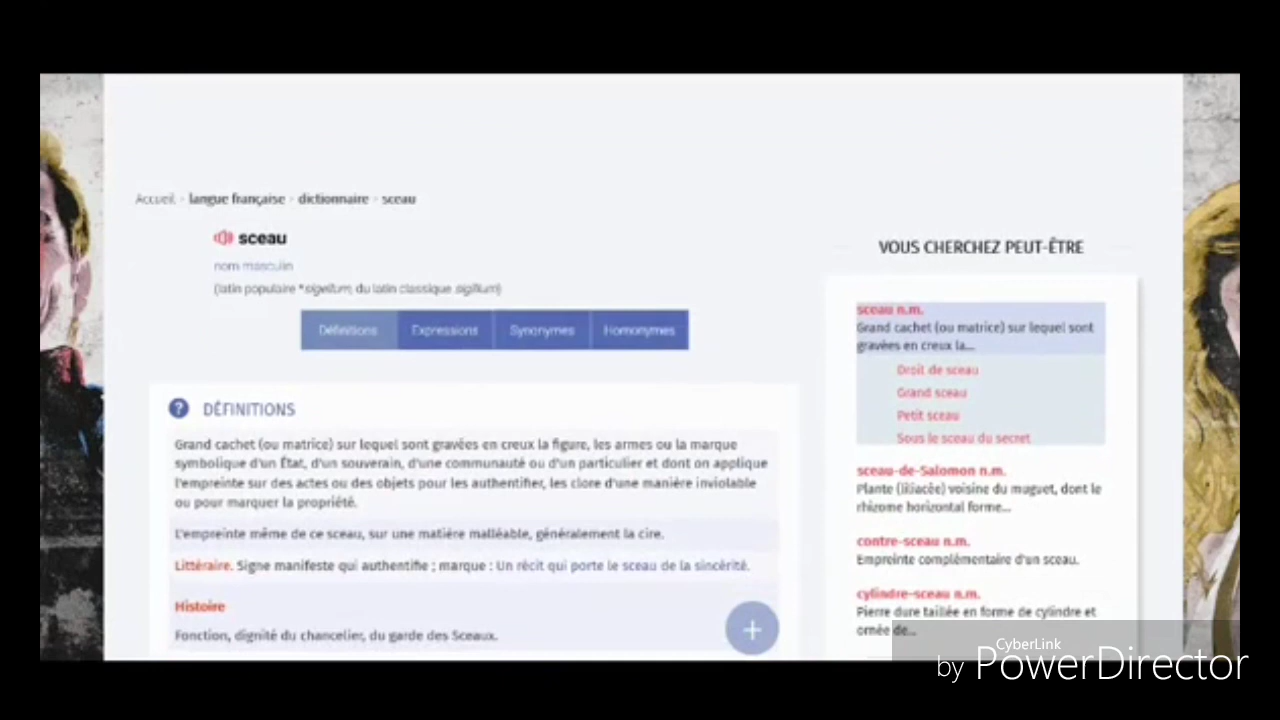 Accueil > langue française > dictionnaire > sceau
sceau
nom masculin
(latin populaire *sigellum, du latin classique sigillum)
Définitions Expressions Synonymes Homonymes
DÉFINITIONS
Grand cachet (ou matrice) sur lequel sont gravées en creux la figure, les armes ou la marque
symbolique d'un État, d'un souverain, d'une communauté ou d'un particulier et dont on applique
l'empreinte sur des actes ou des objets pour les authentifier, les clore d'une manière inviolable
ou pour marquer la propriété.
L'empreinte même de ce sceau, sur une matière malléable, généralement la cire.
Littéraire. Signe manifeste qui authentifie ; marque : Un récit qui porte le sceau de la sincérité.
Histoire
Fonction, dignité du chancelier, du garde des Sceaux.
VOUS CHERCHEZ PEUT-ÊTRE
sceau n.m.
Grand cachet (ou matrice) sur lequel sont
gravées en creux la...
Droit de sceau
Grand sceau
Petit sceau
Sous le sceau du secret
sceau-de-Salomon n.m.
Plante (liliacée) voisine du muguet, dont le
rhizome horizontal forme...
contre-sceau n.m.
Empreinte complémentaire d'un sceau.
cylindre-sceau n.m.
Pierre dure taillée en forme de cylindre et
ornée de...
CyberLink
by PowerDirector